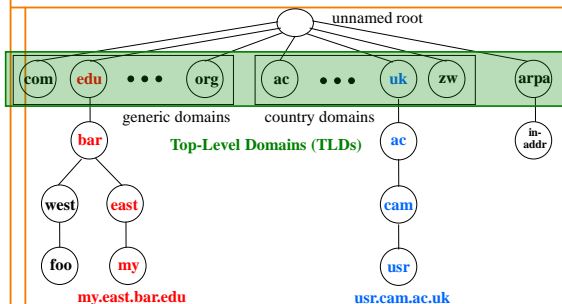 unnamed root
com edu ••• org ac ••• uk zw arpa
generic domains country domains
Top-Level Domains (TLDs)
bar ac in-
addr
west east cam
foo my usr
my.east.bar.edu usr.cam.ac.uk